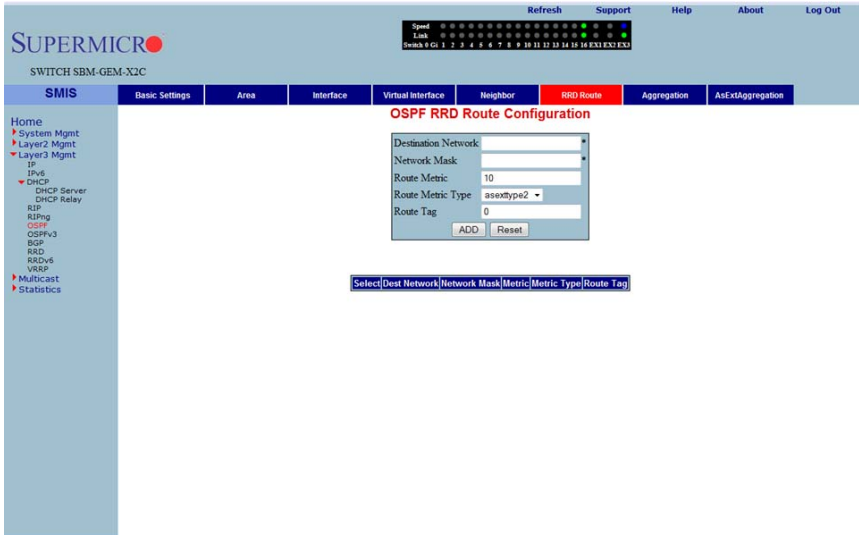 Refresh Support Help About Log Out
Speed
Link
Switch 0 Gi 1 2 3 4 5 6 7 8 9 10 11 12 13 14 15 16 EX1 EX2 EX3
SUPERMICRO
SWITCH SBM-GEM-X2C
SMIS
Basic Settings Area Interface Virtual Interface Neighbor RRD Route Aggregation AsExtAggregation
Home
System Mgmt
Layer2 Mgmt
Layer3 Mgmt
IP
IPv6
DHCP
DHCP Server
DHCP Relay
RIP
RIPng
OSPF
OSPFv3
BGP
RRD
RRDv6
VRRP
Multicast
Statistics
OSPF RRD Route Configuration
Destination Network *
Network Mask *
Route Metric 10
Route Metric Type asexttype2
Route Tag 0
ADD Reset
Select Dest Network Network Mask Metric Metric Type Route Tag